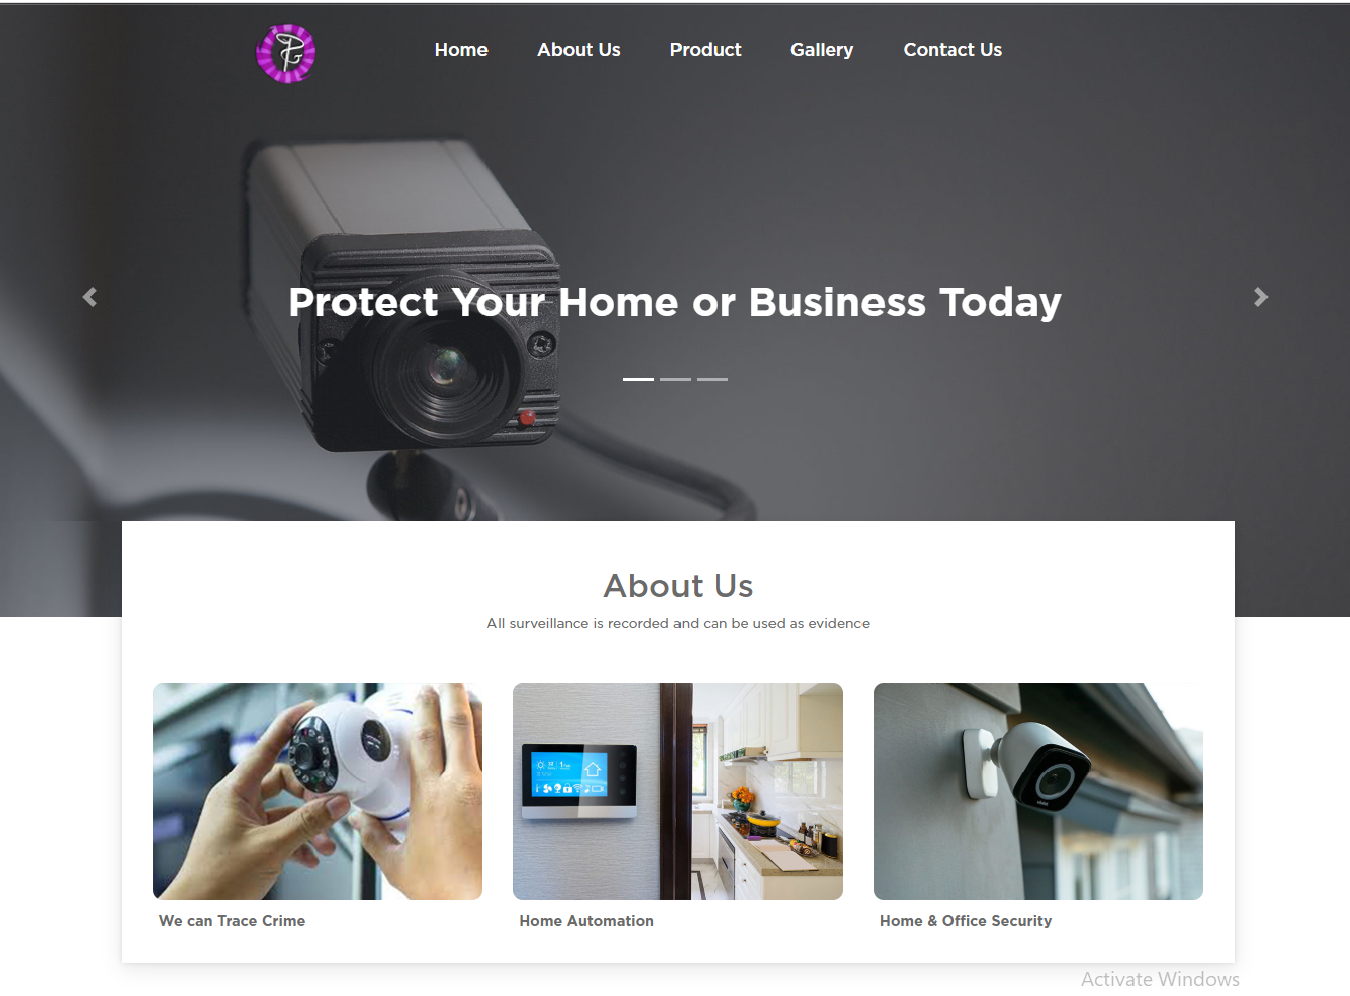 Home About Us Product Gallery Contact Us
Protect Your Home or Business Today
About Us
All surveillance is recorded and can be used as evidence
We can Trace Crime
Home Automation
Home & Office Security
Activate Windows